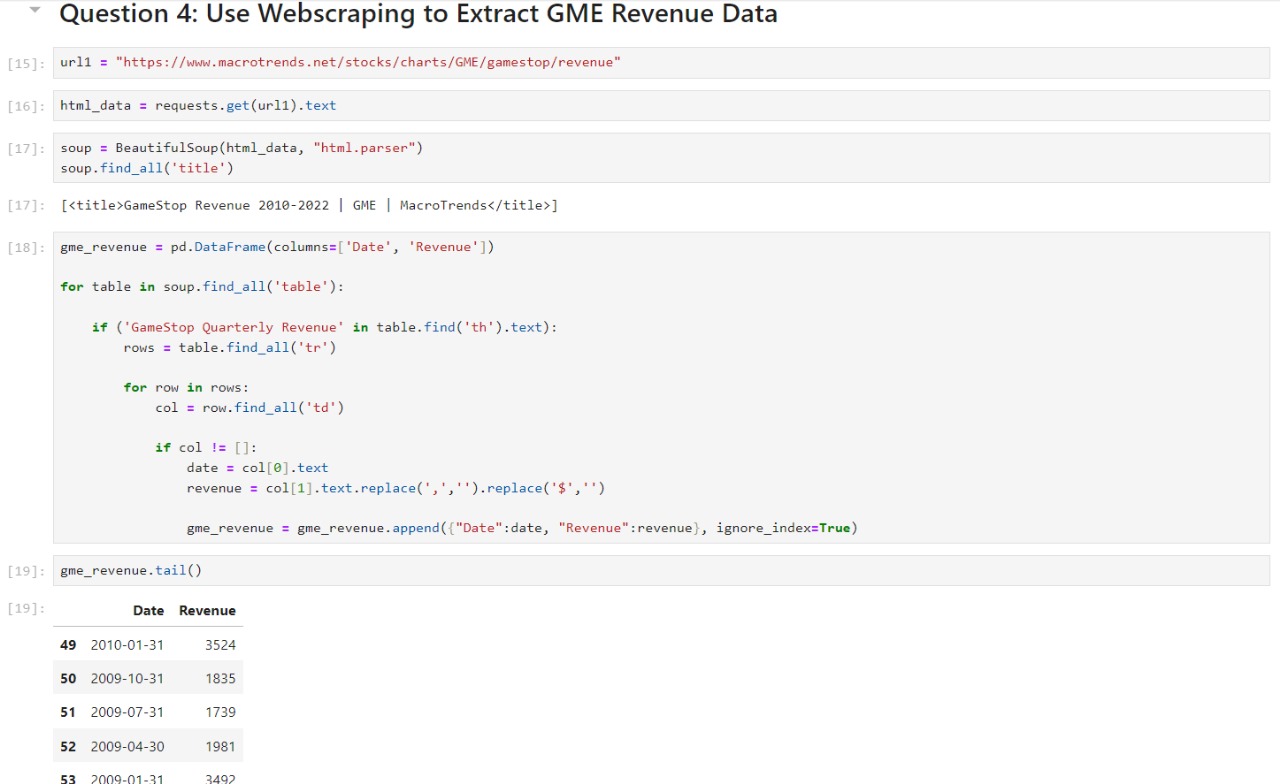 Question 4: Use Webscraping to Extract GME Revenue Data
[15]: url1 = "https://www.macrotrends.net/stocks/charts/GME/gamestop/revenue"
[16]: html_data = requests.get(url1).text
[17]: soup = BeautifulSoup(html_data, "html.parser")
soup.find_all('title')
[17]: [<title>GameStop Revenue 2010-2022 | GME | MacroTrends</title>]
[18]: gme_revenue = pd.DataFrame(columns=['Date', 'Revenue'])
for table in soup.find_all('table'):
if ('GameStop Quarterly Revenue' in table.find('th').text):
rows = table.find_all('tr')
for row in rows:
col = row.find_all('td')
if col != []:
date = col[0].text
revenue = col[1].text.replace(',','').replace('$','')
gme_revenue = gme_revenue.append({"Date":date, "Revenue":revenue}, ignore_index=True)
[19]: gme_revenue.tail()
[19]: Date Revenue
49 2010-01-31 3524
50 2009-10-31 1835
51 2009-07-31 1739
52 2009-04-30 1981
53 2009-01-31 3492